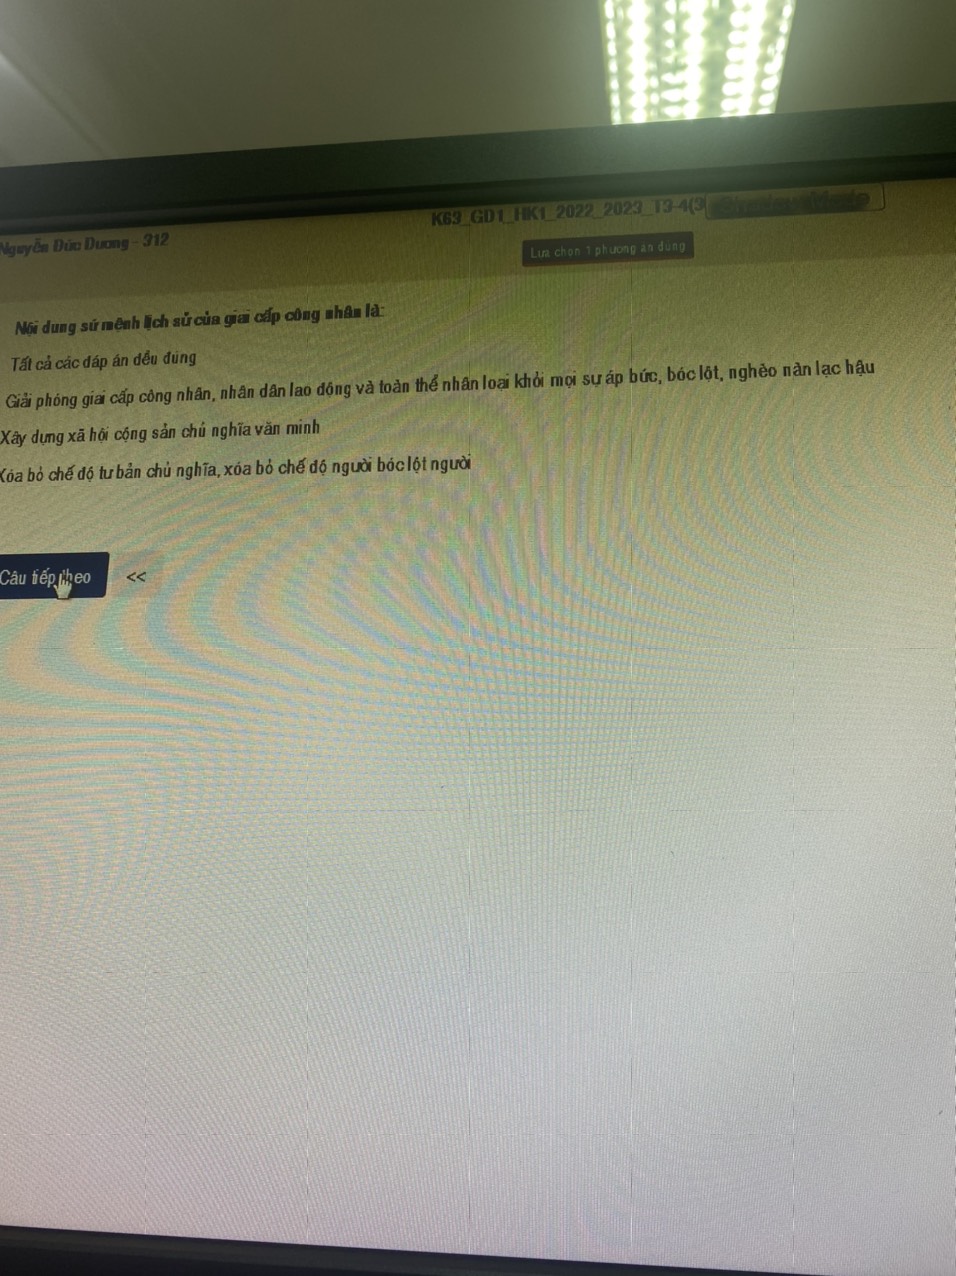 K63_GD1_HK1_2022_2023_T3-4(3
Nguyễn Đức Dương - 312
Lựa chọn 1 phương án đúng
Nội dung sứ mệnh lịch sử của giai cấp công nhân là:
Tất cả các đáp án đều đúng
Giải phóng giai cấp công nhân, nhân dân lao động và toàn thể nhân loại khỏi mọi sự áp bức, bóc lột, nghèo nàn lạc hậu
Xây dựng xã hội cộng sản chủ nghĩa văn minh
Xóa bỏ chế độ tư bản chủ nghĩa, xóa bỏ chế độ người bóc lột người
Câu tiếp theo <<